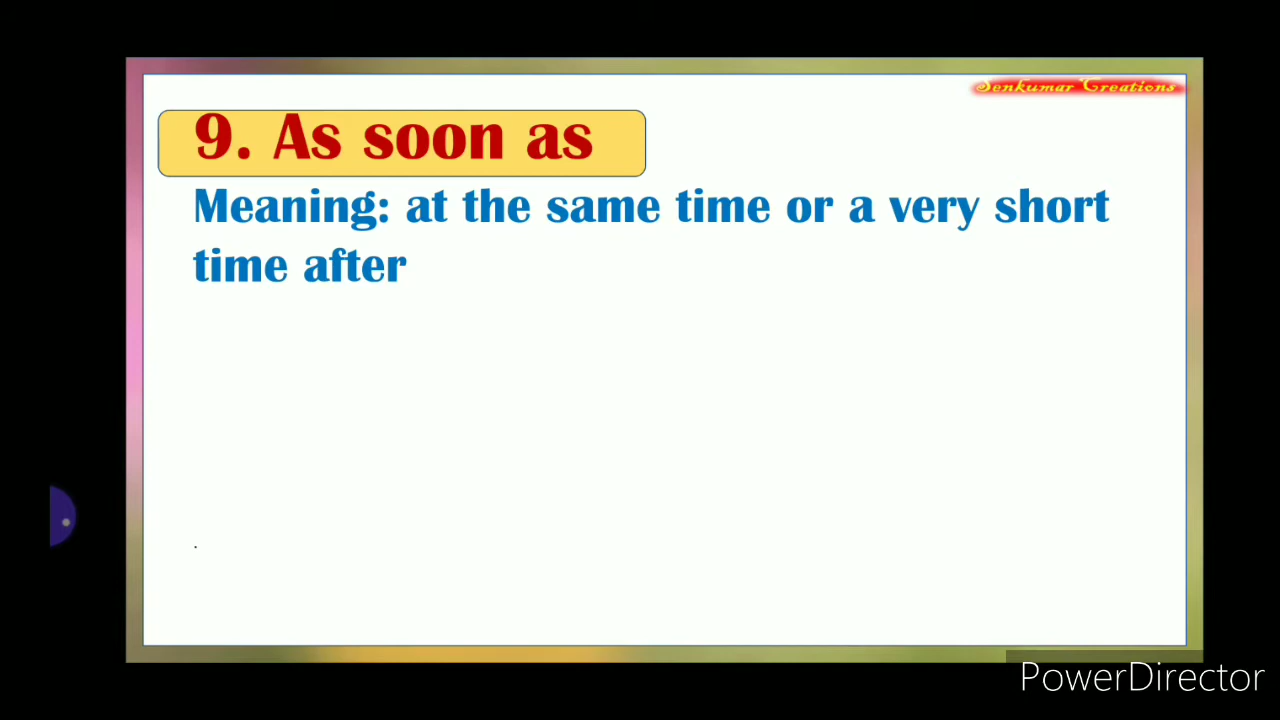 Senkumar Creations
9. As soon as
Meaning: at the same time or a very short
time after
.
PowerDirector